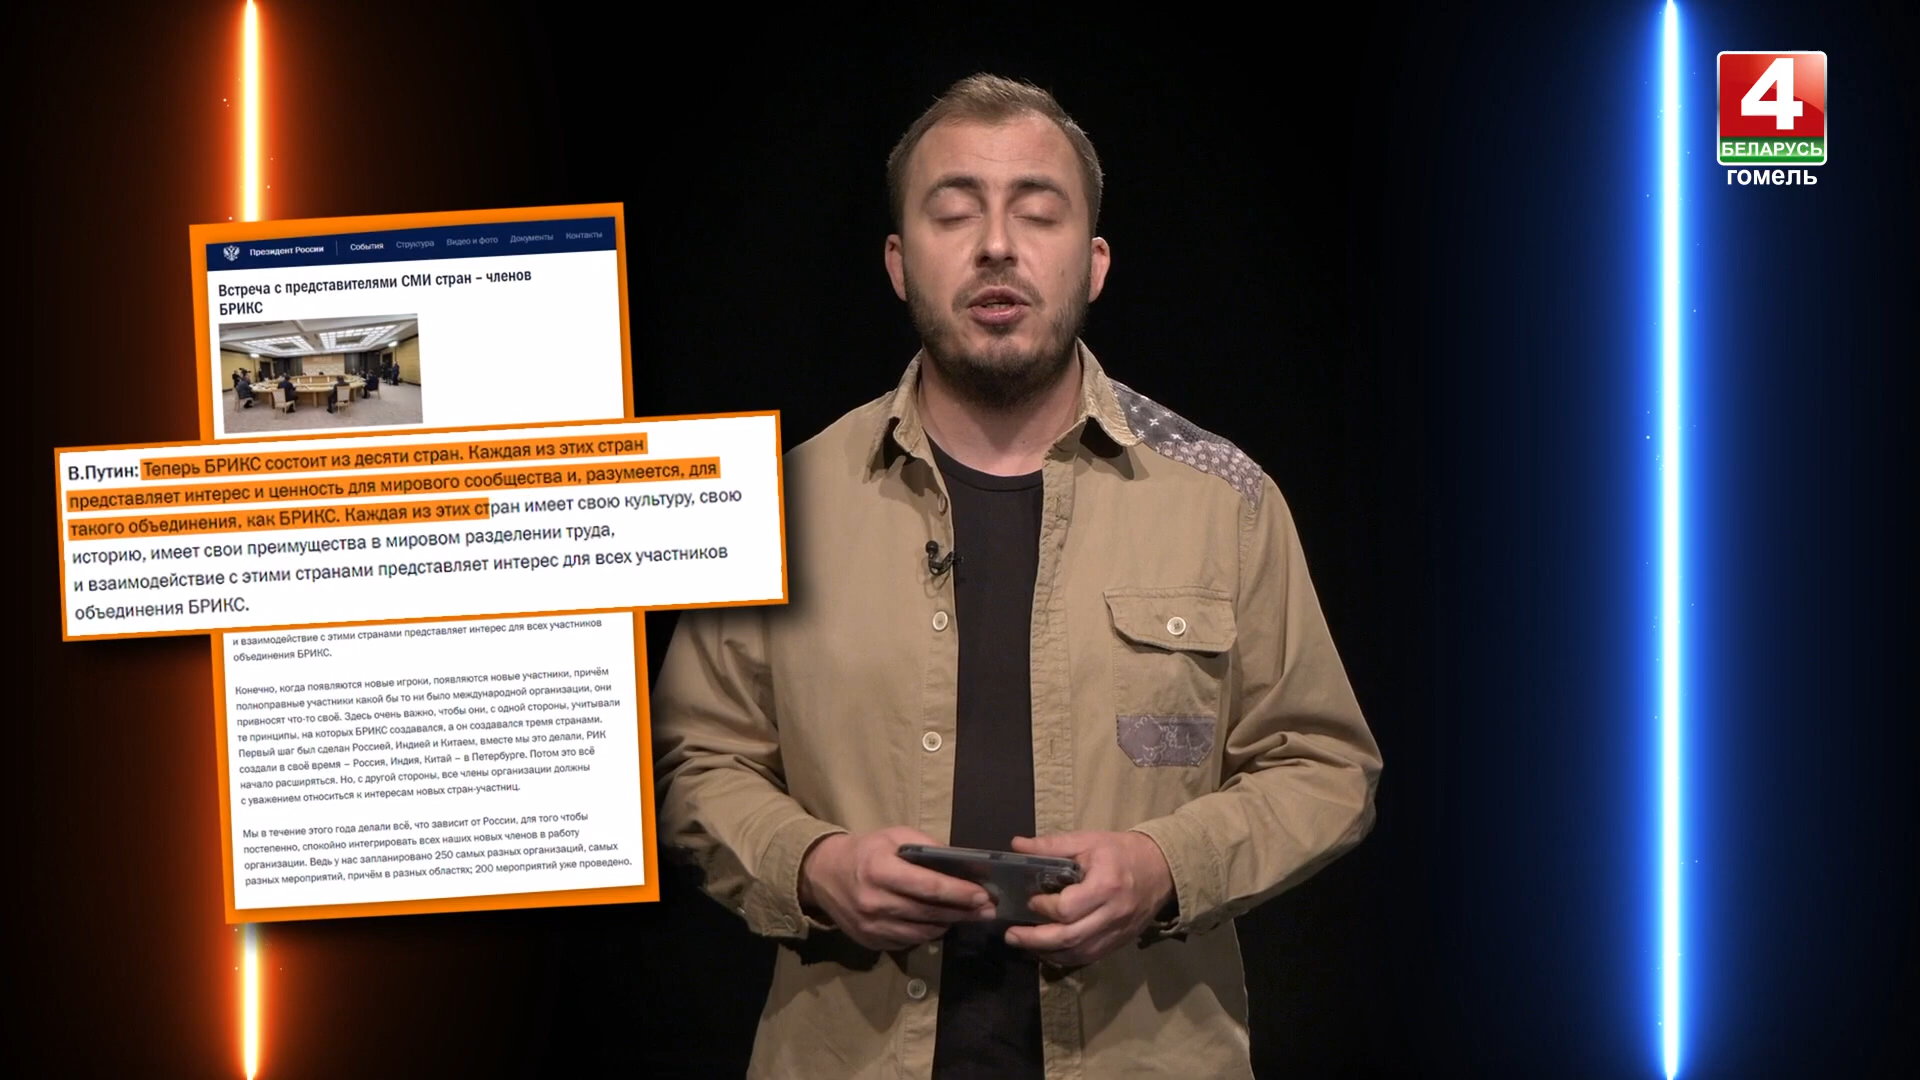 4
БЕЛАРУСЬ
гомель
Президент России События Структура Видео и фото Документы Контакты
Встреча с представителями СМИ стран – членов
БРИКС
В.Путин: Теперь БРИКС состоит из десяти стран. Каждая из этих стран
представляет интерес и ценность для мирового сообщества и, разумеется, для
такого объединения, как БРИКС. Каждая из этих стран имеет свою культуру, свою
историю, имеет свои преимущества в мировом разделении труда,
и взаимодействие с этими странами представляет интерес для всех участников
объединения БРИКС.
и взаимодействие с этими странами представляет интерес для всех участников
объединения БРИКС.
Конечно, когда появляются новые игроки, появляются новые участники, причём
полноправные участники какой бы то ни было международной организации, они
привносят что-то своё. Здесь очень важно, чтобы они, с одной стороны, учитывали
те принципы, на которых БРИКС создавался, а он создавался тремя странами.
Первый шаг был сделан Россией, Индией и Китаем, вместе мы это делали, РИК
создали в своё время – Россия, Индия, Китай – в Петербурге. Потом это всё
начало расширяться. Но, с другой стороны, все члены организации должны
с уважением относиться к интересам новых стран-участниц.
Мы в течение этого года делали всё, что зависит от России, для того чтобы
постепенно, спокойно интегрировать всех наших новых членов в работу
организации. Ведь у нас запланировано 250 самых разных организаций, самых
разных мероприятий, причём в разных областях; 200 мероприятий уже проведено.